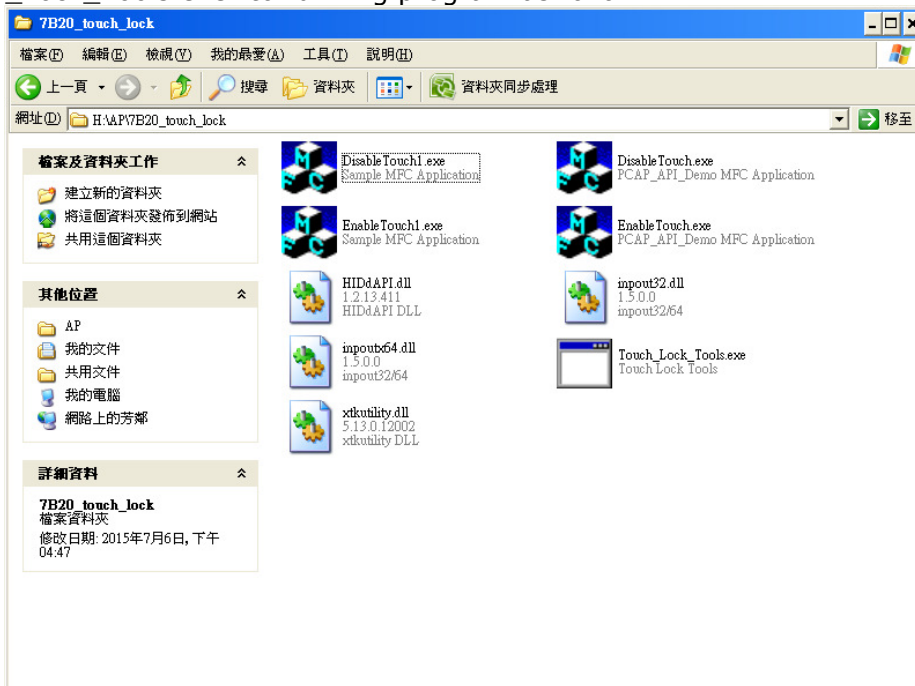 7B20_touch_lock
檔案(F) 編輯(E) 檢視(V) 我的最愛(A) 工具(T) 說明(H)
上一頁 搜尋 資料夾 資料夾同步處理
網址(D) H:\AP\7B20_touch_lock 移至
檔案及資料夾工作
建立新的資料夾
將這個資料夾發佈到網站
共用這個資料夾
其他位置
AP
我的文件
共用文件
我的電腦
網路上的芳鄰
詳細資料
7B20_touch_lock
檔案資料夾
修改日期: 2015年7月6日, 下午
04:47
DisableTouch1.exe
Sample MFC Application
DisableTouch.exe
PCAP_API_Demo MFC Application
EnableTouch1.exe
Sample MFC Application
EnableTouch.exe
PCAP_API_Demo MFC Application
HIDdAPI.dll
1.2.13.411
HIDdAPI DLL
inpout32.dll
1.5.0.0
inpout32/64
inpoutx64.dll
1.5.0.0
inpout32/64
Touch_Lock_Tools.exe
Touch Lock Tools
xtkutility.dll
5.13.0.12002
xtkutility DLL